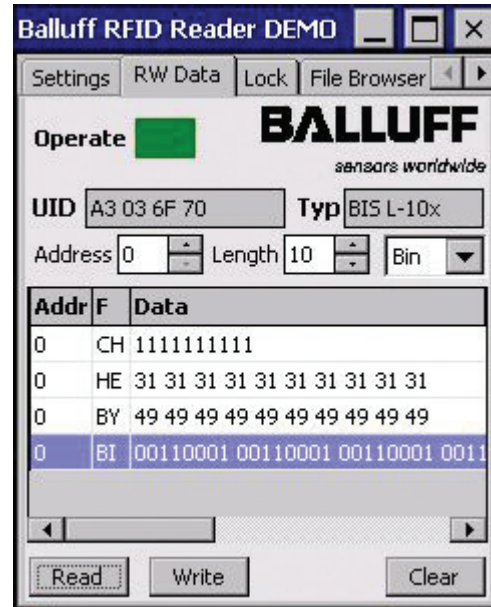 Balluff RFID Reader DEMO
Settings RW Data Lock File Browser
Operate BALLUFF
sensors worldwide
UID A3 03 6F 70 Typ BIS L-10x
Address 0 Length 10 Bin
Addr F Data
0 CH 1111111111
0 HE 31 31 31 31 31 31 31 31 31 31
0 BY 49 49 49 49 49 49 49 49 49 49
0 BI 00110001 00110001 00110001 0011
Read Write Clear